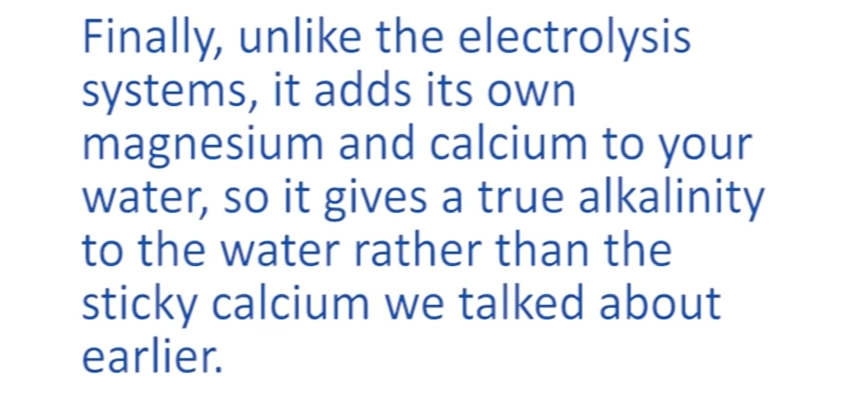 Finally, unlike the electrolysis
systems, it adds its own
magnesium and calcium to your
water, so it gives a true alkalinity
to the water rather than the
sticky calcium we talked about
earlier.